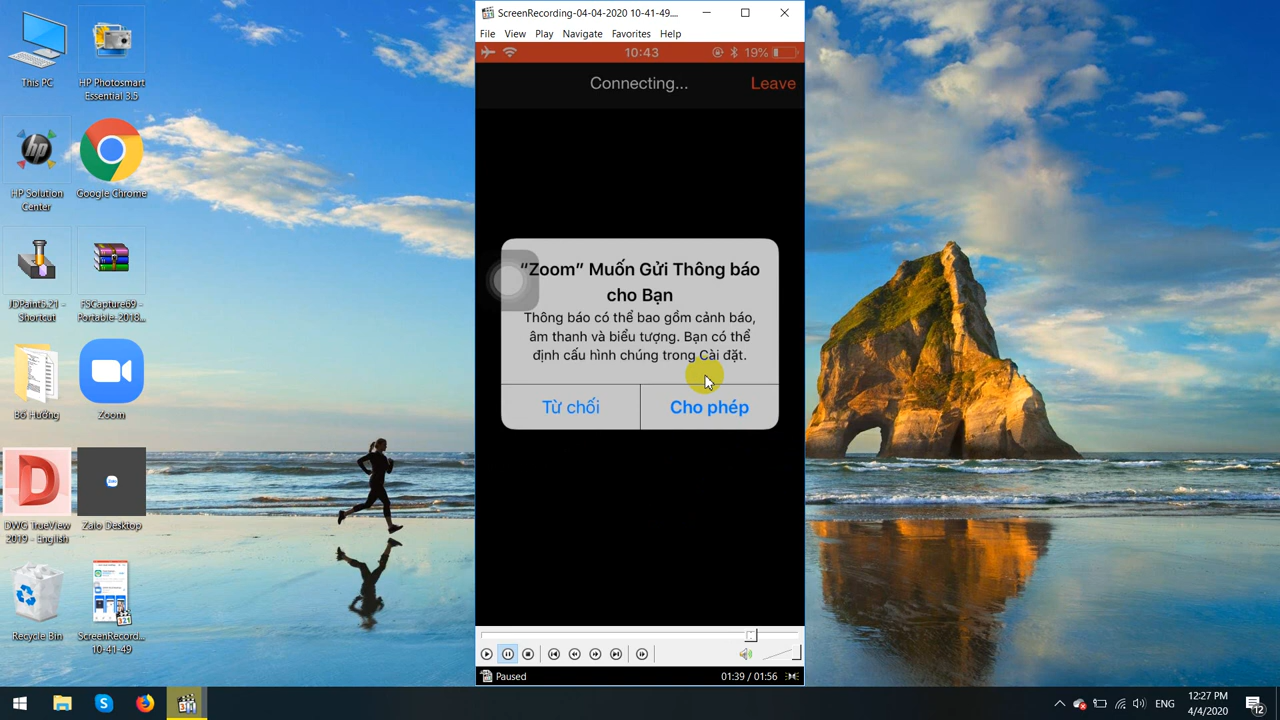 This PC
HP Photosmart
Essential 3.5
HP Solution
Center
Google Chrome
JDPaint5.21 -
Shortcut
FSCapture69 -
Portable-2018...
Bố Hưởng
Zoom
DWG TrueView
2019 - English
Zalo
Zalo Desktop
Recycle Bin
ScreenRecord...
10-41-49
ScreenRecording-04-04-2020 10-41-49....
File View Play Navigate Favorites Help
10:43
19%
Connecting...
Leave
“Zoom” Muốn Gửi Thông báo
cho Bạn
Thông báo có thể bao gồm cảnh báo,
âm thanh và biểu tượng. Bạn có thể
định cấu hình chúng trong Cài đặt.
Từ chối
Cho phép
Paused
01:39 / 01:56
ENG
12:27 PM
4/4/2020
12